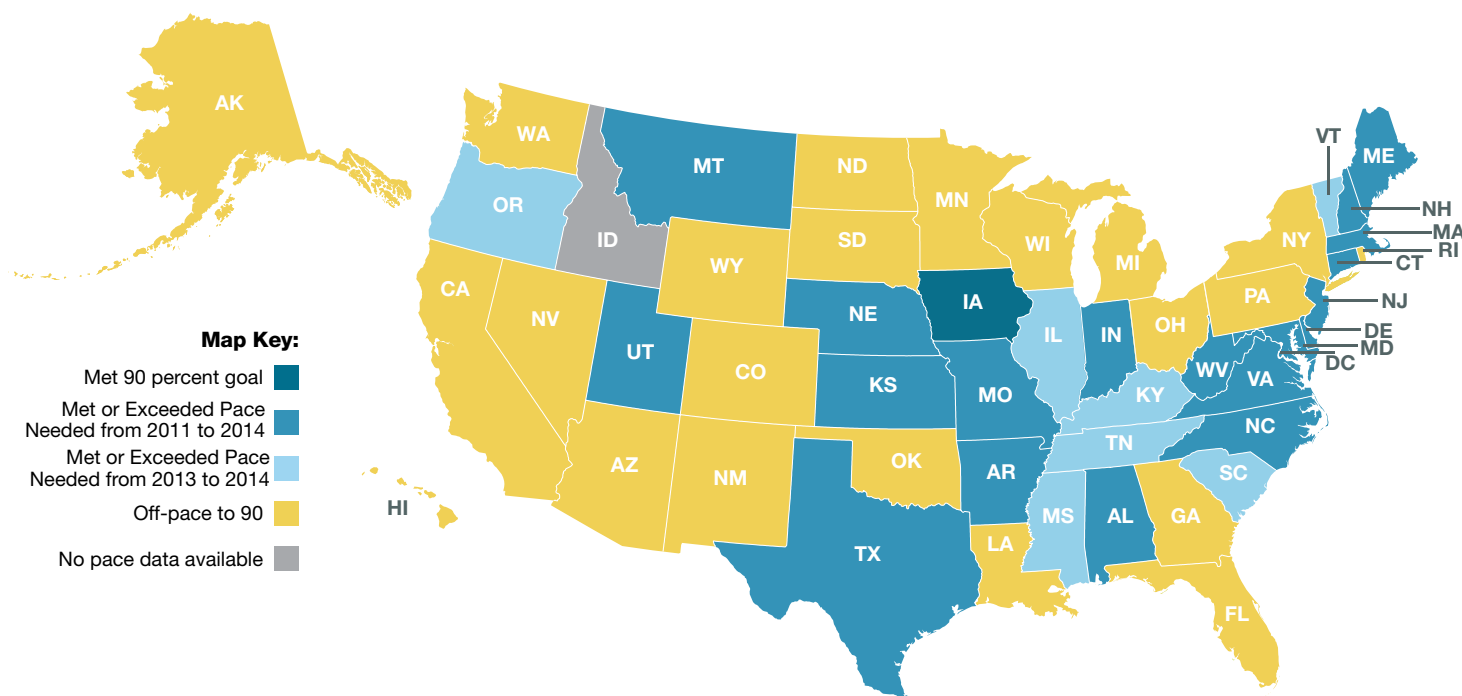 AK
WA
MT
ND
MN
VT
ME
OR
ID
WY
SD
WI
MI
NY
NH
MA
RI
CT
CA
NV
UT
CO
NE
IA
IL
IN
OH
PA
NJ
DE
MD
DC
KS
MO
KY
WV
VA
AZ
NM
OK
AR
TN
NC
SC
TX
LA
MS
AL
GA
FL
HI
Map Key:
Met 90 percent goal
Met or Exceeded Pace
Needed from 2011 to 2014
Met or Exceeded Pace
Needed from 2013 to 2014
Off-pace to 90
No pace data available